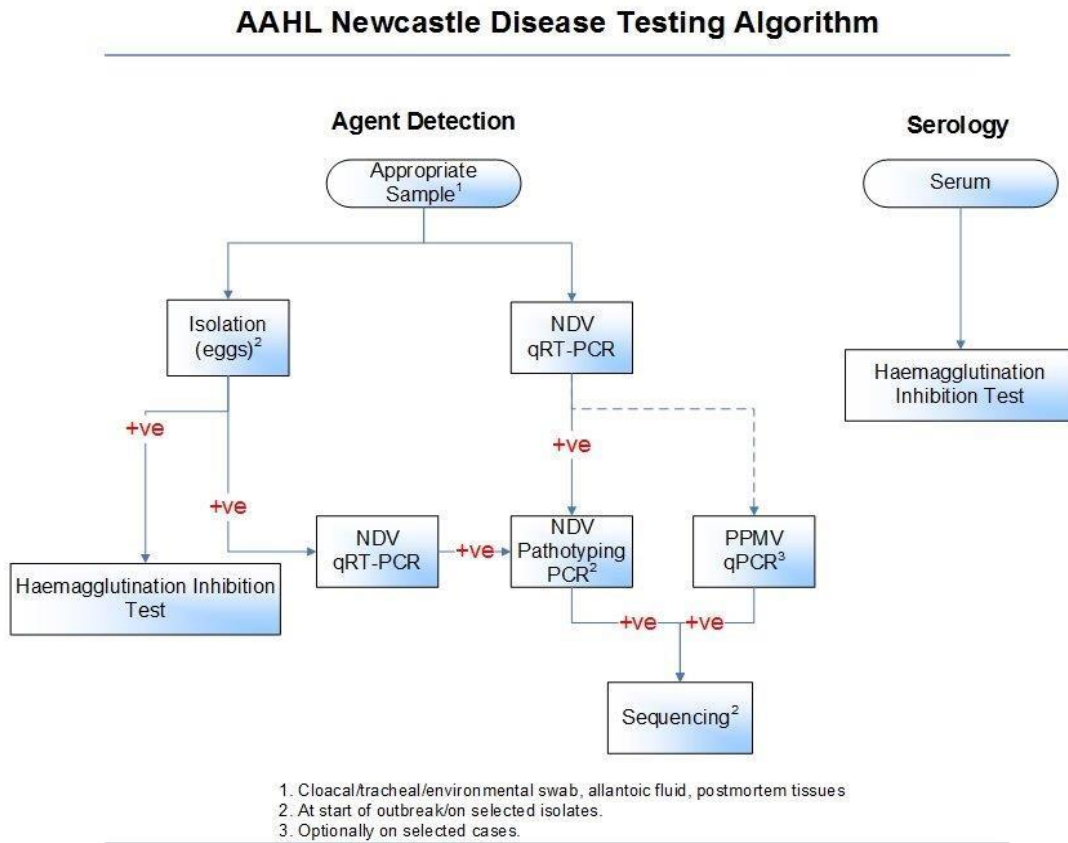 AAHL Newcastle Disease Testing Algorithm
Agent Detection
Serology
Appropriate
Sample1
Serum
Isolation
(eggs)2
NDV
qRT-PCR
Haemagglutination
Inhibition Test
+ve
+ve
+ve
NDV
qRT-PCR
+ve
NDV
Pathotyping
PCR2
PPMV
qPCR3
Haemagglutination Inhibition
Test
+ve
+ve
Sequencing2
1. Cloacal/tracheal/environmental swab, allantoic fluid, postmortem tissues
2. At start of outbreak/on selected isolates.
3. Optionally on selected cases.